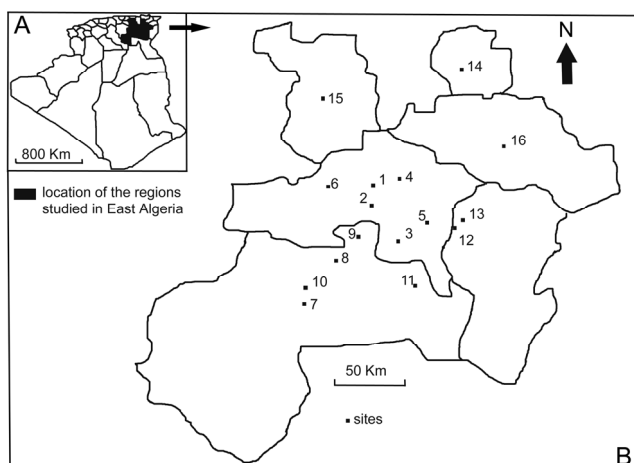 A
N
14
15
800 Km
16
4
6
1
location of the regions
studied in East Algeria
2
5
13
9
3
12
8
10
11
7
50 Km
sites
B